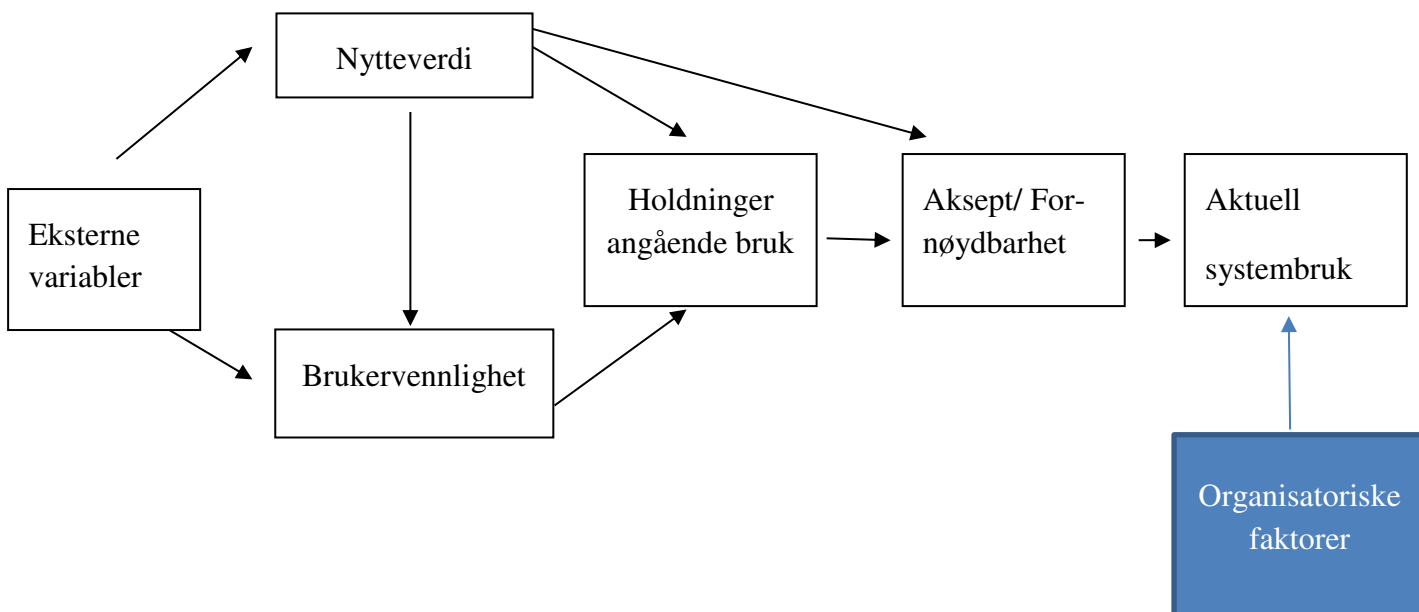 Nytteverdi
Eksterne
variabler
Holdninger
angående bruk
Aksept/ For-
nøydbarhet
Aktuell
systembruk
Brukervennlighet
Organisatoriske
faktorer